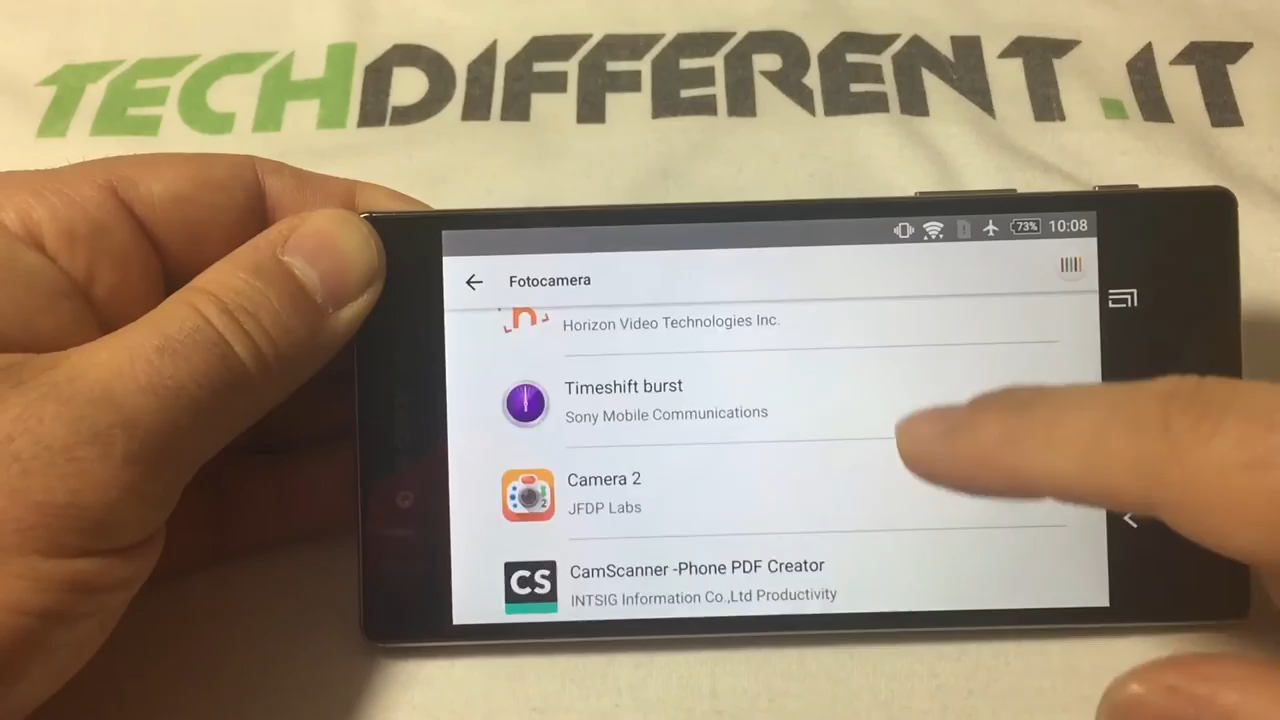 TECHDIFFERENT.IT
73% 10:08
Fotocamera
Horizon Video Technologies Inc.
Timeshift burst
Sony Mobile Communications
Camera 2
JFDP Labs
CS
CamScanner -Phone PDF Creator
INTSIG Information Co.,Ltd Productivity